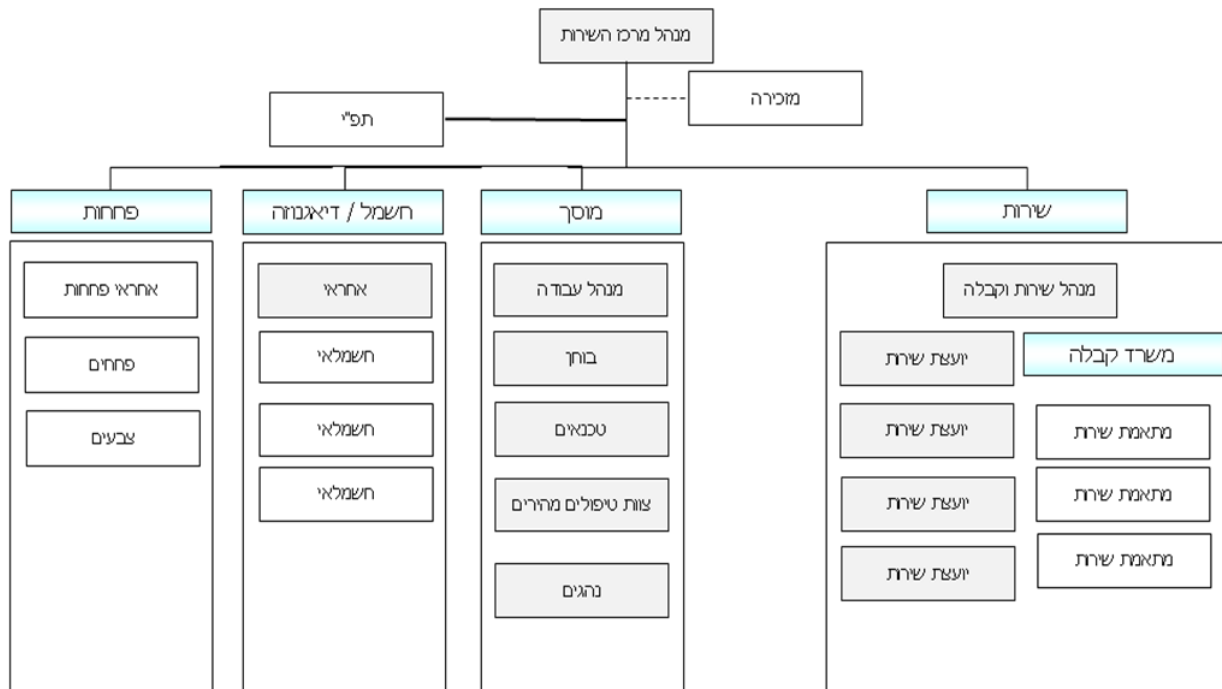 מנהל מרכז השירות
מזכירה
תפ"י
שירות
מוסך
חשמל / דיאגנוזה
פחחות
מנהל שירות וקבלה
משרד קבלה
מתאמת שירות
מתאמת שירות
מתאמת שירות
יועצת שירות
יועצת שירות
יועצת שירות
יועצת שירות
מנהל עבודה
בוחן
טכנאים
צוות טיפולים מהירים
נהגים
אחראי
חשמלאי
חשמלאי
חשמלאי
אחראי פחחות
פחחים
צבעים